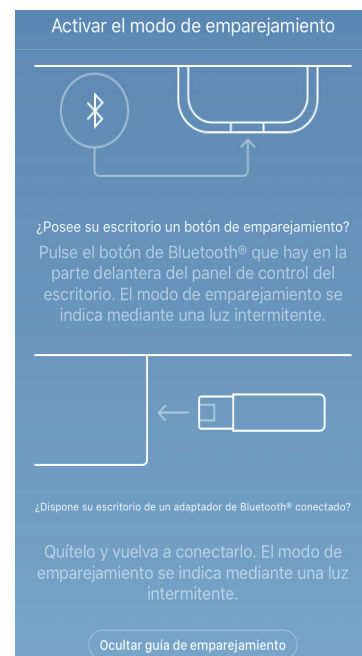 Activar el modo de emparejamiento
¿Posee su escritorio un botón de emparejamiento?
Pulse el botón de Bluetooth® que hay en la
parte delantera del panel de control del
escritorio. El modo de emparejamiento se
indica mediante una luz intermitente.
¿Dispone su escritorio de un adaptador de Bluetooth® conectado?
Quítelo y vuelva a conectarlo. El modo de
emparejamiento se indica mediante una luz
intermitente.
Ocultar guía de emparejamiento